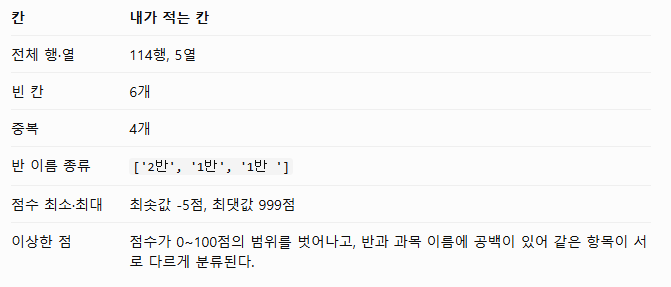 칸 내가 적는 칸
전체 행·열 114행, 5열
빈 칸 6개
중복 4개
반 이름 종류 ['2반', '1반', '1반 ']
점수 최소·최대 최솟값 -5점, 최댓값 999점
이상한 점 점수가 0~100점의 범위를 벗어나고, 반과 과목 이름에 공백이 있어 같은 항목이 서
로 다르게 분류된다.